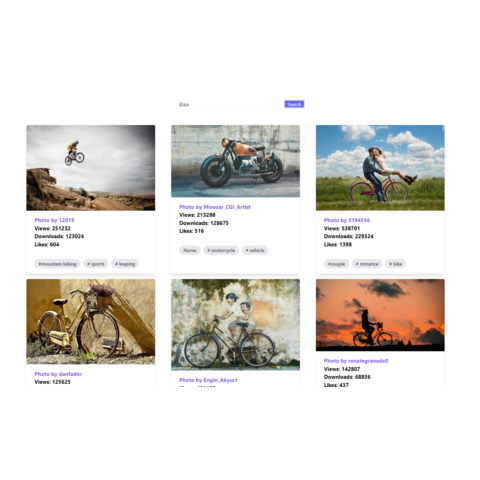 Bike
Search
Photo by 12019
Views: 251232
Downloads: 123024
Likes: 604
#mountain biking # sports # leaping
Photo by Monoar_CGI_Artist
Views: 213288
Downloads: 128675
Likes: 516
#bmw # motorcycle # vehicle
Photo by 3194556
Views: 538701
Downloads: 229324
Likes: 1398
#couple # romance # bike
Photo by danfador
Views: 125625
Photo by Engin_Akyurt
Photo by renategranade0
Views: 142807
Downloads: 68836
Likes: 437